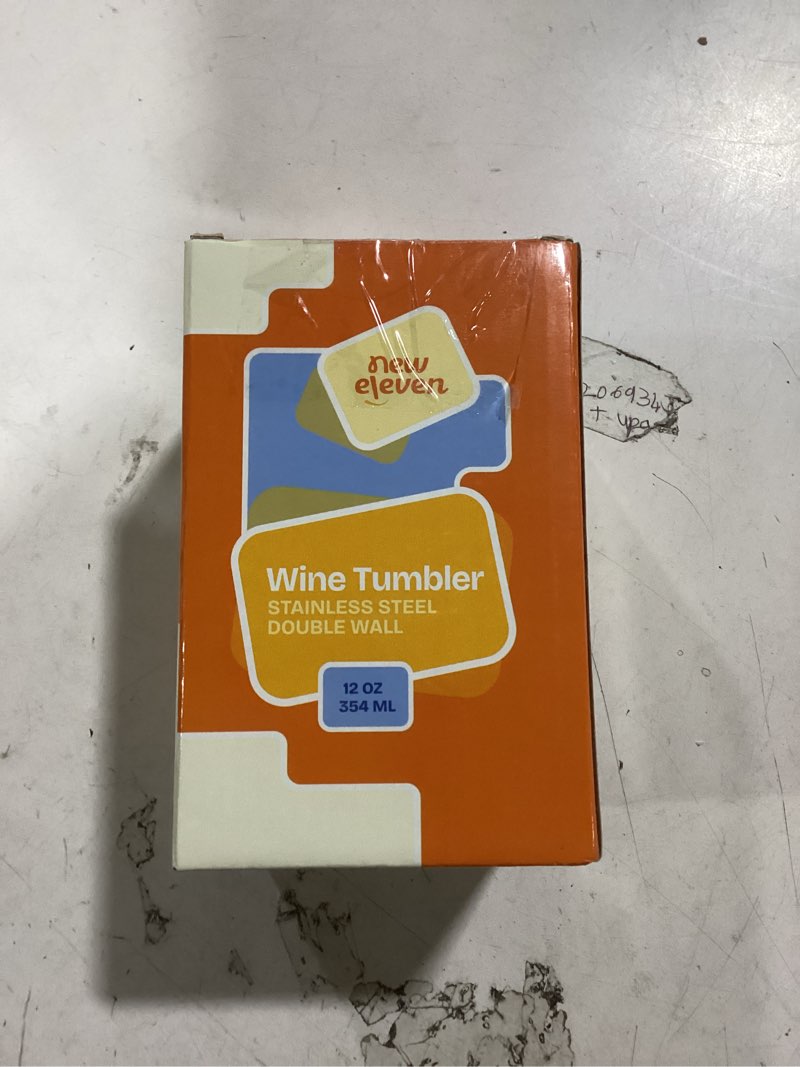 new
eleven
Wine Tumbler
STAINLESS STEEL
DOUBLE WALL
12 OZ
354 ML